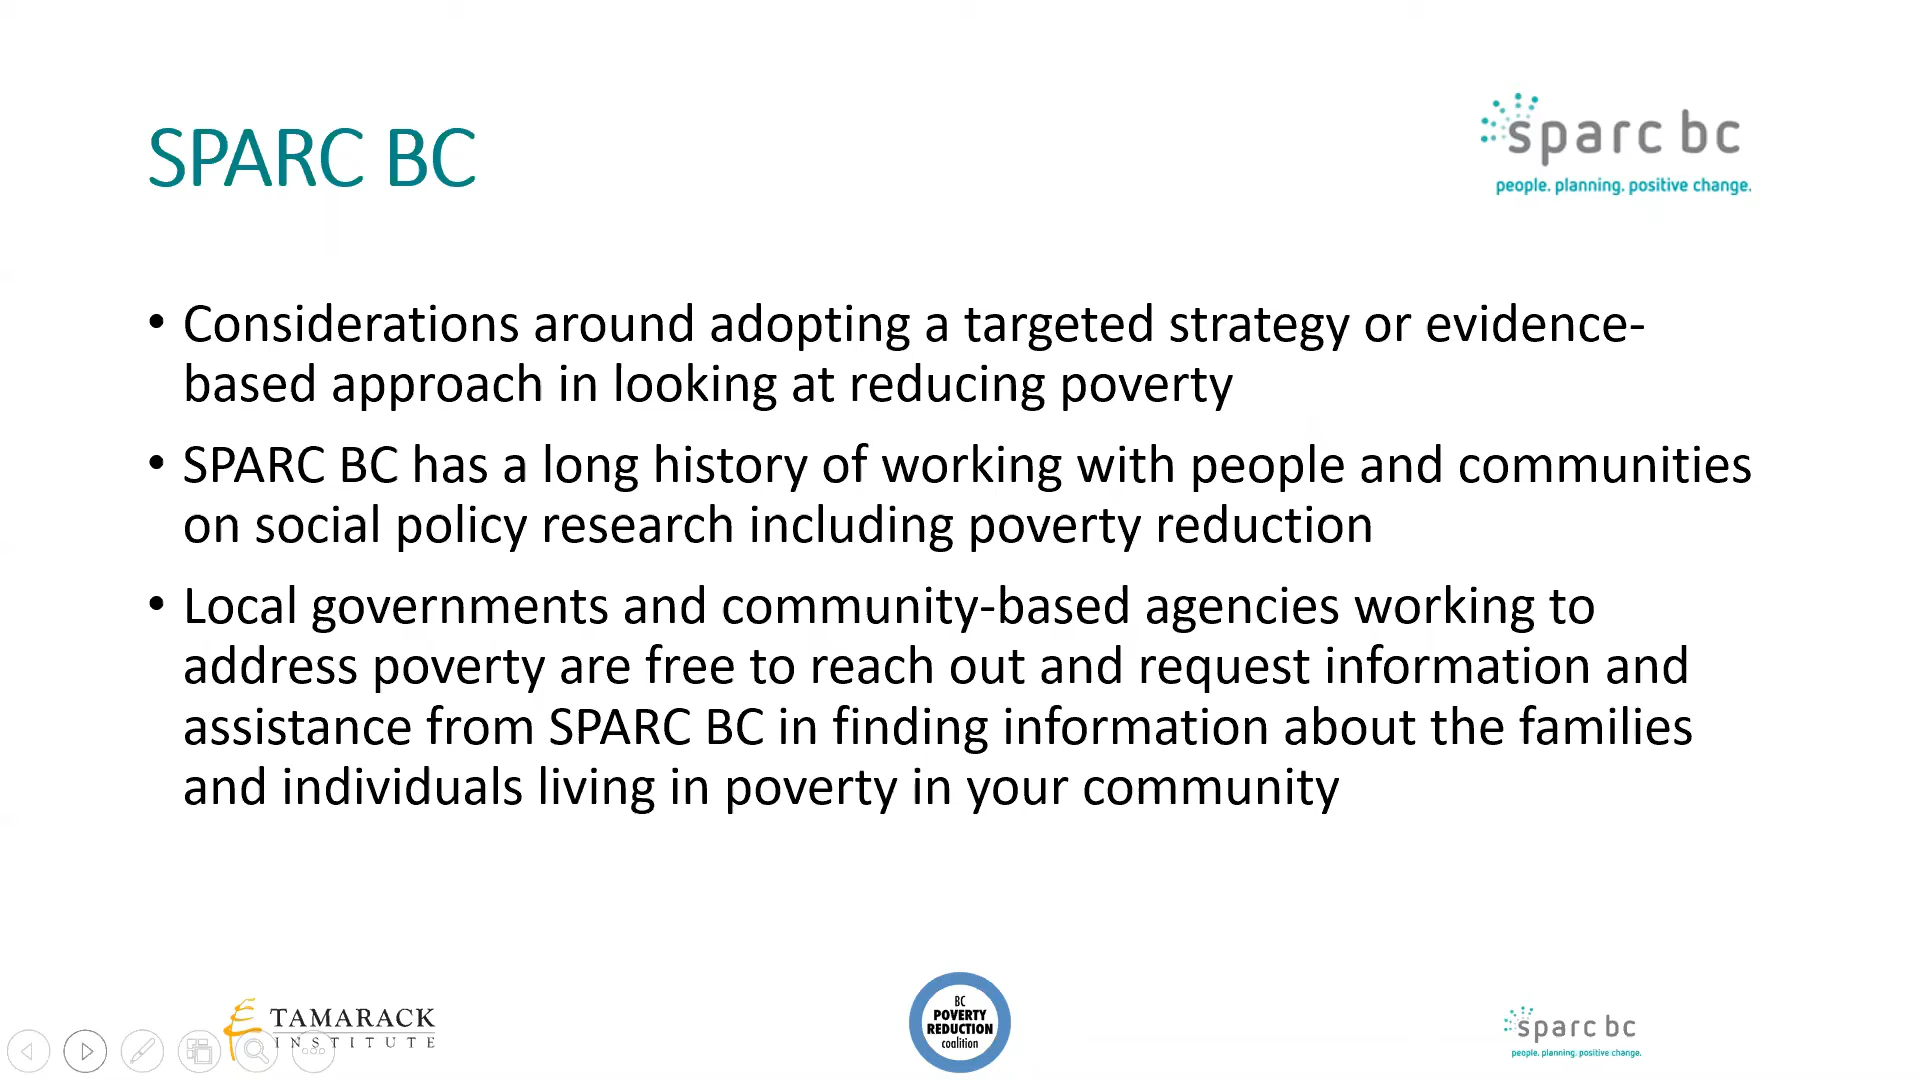 SPARC BC
sparc bc
people. planning. positive change.
• Considerations around adopting a targeted strategy or evidence-
based approach in looking at reducing poverty
• SPARC BC has a long history of working with people and communities
on social policy research including poverty reduction
• Local governments and community-based agencies working to
address poverty are free to reach out and request information and
assistance from SPARC BC in finding information about the families
and individuals living in poverty in your community
TAMARACK
INSTITUTE
BC
POVERTY
REDUCTION
coalition
sparc bc
people. planning. positive change.